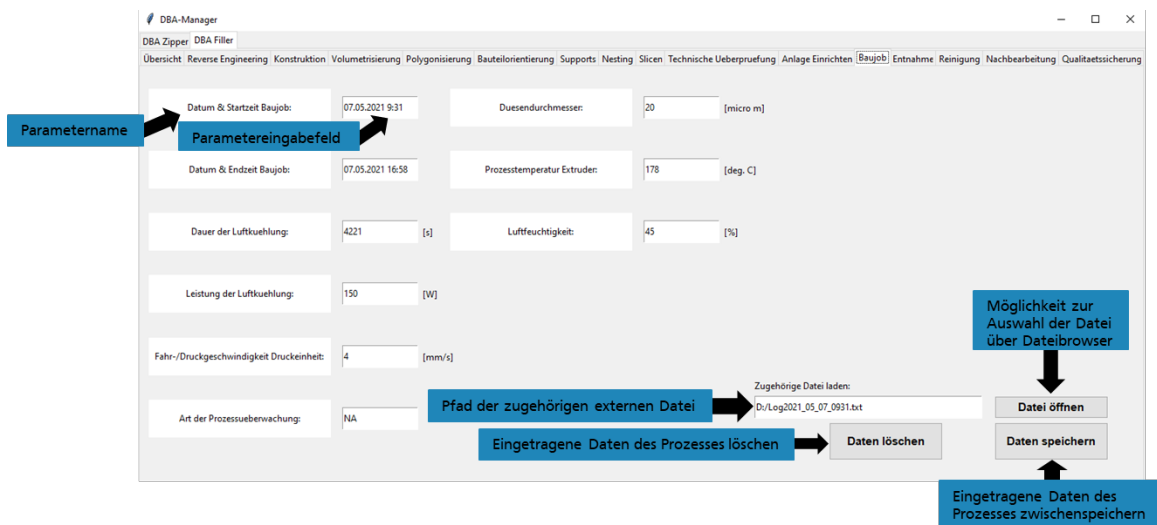 DBA-Manager
DBA Zipper DBA Filler
Übersicht Reverse Engineering Konstruktion Volumetrisierung Polygonisierung Bauteilorientierung Supports Nesting Slicen Technische Ueberpruefung Anlage Einrichten Baujob Entnahme Reinigung Nachbearbeitung Qualitaetssicherung
Datum & Startzeit Baujob: 07.05.2021 9:31 Duesendurchmesser: 20 [micro m]
Parametername
Parametereingabefeld
Datum & Endzeit Baujob: 07.05.2021 16:58 Prozesstemperatur Extruder: 178 [deg. C]
Dauer der Luftkuehlung: 4221 [s] Luftfeuchtigkeit: 45 [%]
Leistung der Luftkuehlung: 150 [W]
Möglichkeit zur
Auswahl der Datei
über Dateibrowser
Fahr-/Druckgeschwindigkeit Druckeinheit: 4 [mm/s]
Zugehörige Datei laden:
Pfad der zugehörigen externen Datei D:/Log2021_05_07_0931.txt Datei öffnen
Art der Prozessueberwachung: NA
Eingetragene Daten des Prozesses löschen Daten löschen Daten speichern
Eingetragene Daten des
Prozesses zwischenspeichern